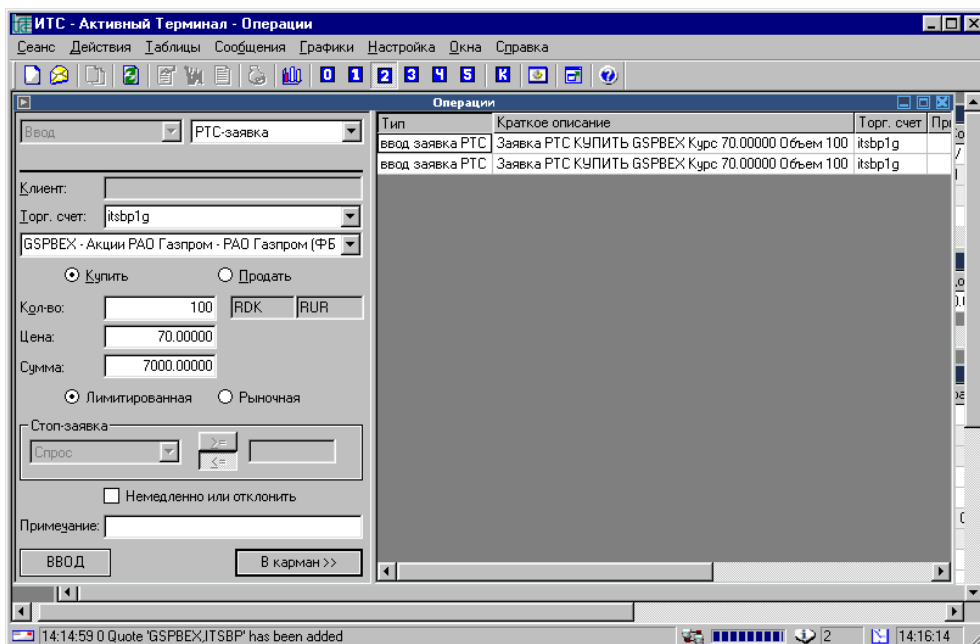 ИТС - Активный Терминал - Операции
Сеанс Действия Таблицы Сообщения Графики Настройка Окна Справка
0 1 2 3 4 5 K
Операции
Ввод РТС-заявка
Клиент:
Торг. счет: itsbp1g
GSPBEX - Акции РАО Газпром - РАО Газпром (ФБ
Купить Продать
Кол-во: 100 RDK RUR
Цена: 70.00000
Сумма: 7000.00000
Лимитированная Рыночная
Стоп-заявка
Спрос >=
<=
Немедленно или отклонить
Примечание:
ВВОД В карман >>
Тип Краткое описание Торг. счет При
ввод заявка РТС Заявка РТС КУПИТЬ GSPBEX Курс 70.00000 Объем 100 itsbp1g
ввод заявка РТС Заявка РТС КУПИТЬ GSPBEX Курс 70.00000 Объем 100 itsbp1g
14:14:59 0 Quote 'GSPBEX,ITSBP' has been added 2 14:16:14